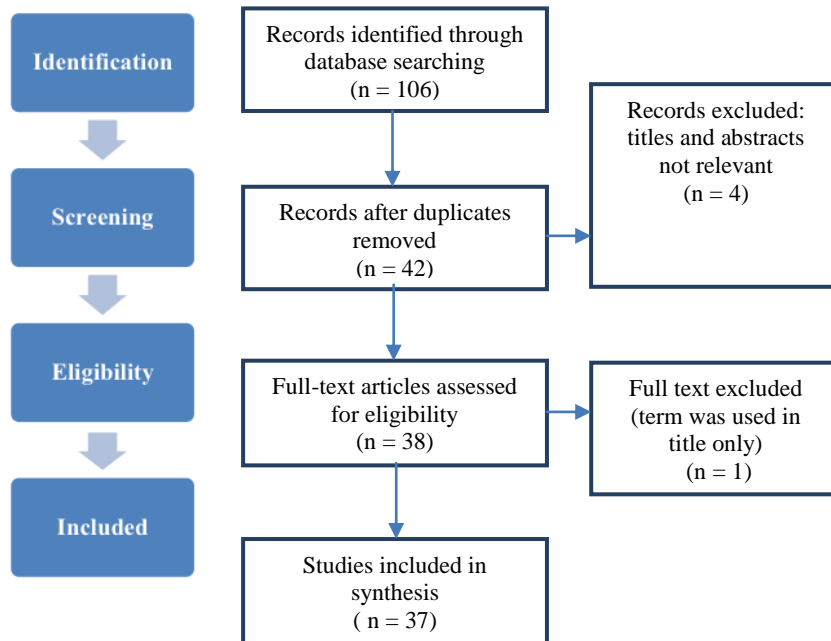 Identification
Records identified through
database searching
(n = 106)
Records excluded:
titles and abstracts
not relevant
(n = 4)
Screening
Records after duplicates
removed
(n = 42)
Eligibility
Full-text articles assessed
for eligibility
(n = 38)
Full text excluded
(term was used in
title only)
(n = 1)
Included
Studies included in
synthesis
( n = 37)